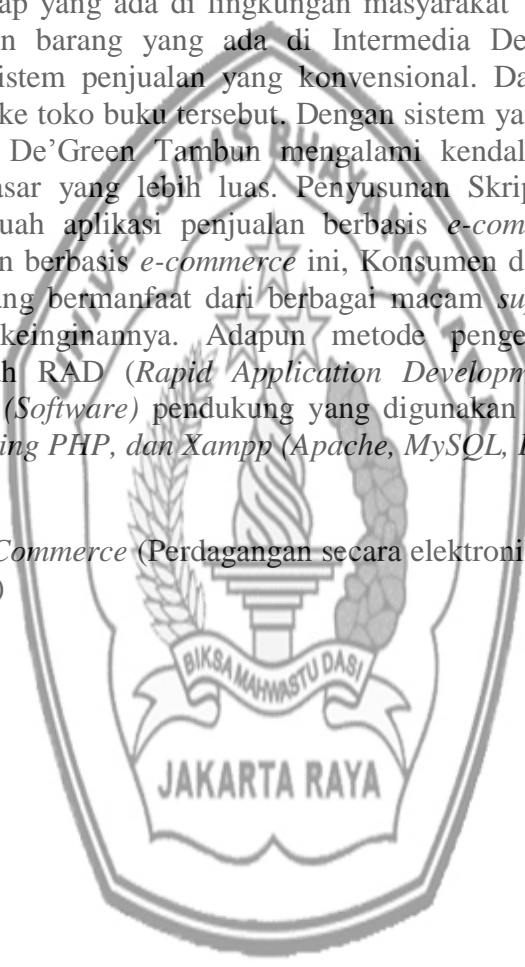 ap yang ada di lingkungan masyarakat
n barang yang ada di Intermedia De
istem penjualan yang konvensional. Da
ke toko buku tersebut. Dengan sistem ya
De’Green Tambun mengalami kendal
asar yang lebih luas. Penyusunan Skrip
uah aplikasi penjualan berbasis e-com
n berbasis e-commerce ini, Konsumen d
ang bermanfaat dari berbagai macam su
keinginannya. Adapun metode penge
h RAD (Rapid Application Developm
(Software) pendukung yang digunakan
ing PHP, dan Xampp (Apache, MySQL,
Commerce (Perdagangan secara elektroni
)
UNIVERSITAS BHAYANGKARA
BIKSA MAHWASTU DASI
JAKARTA RAYA